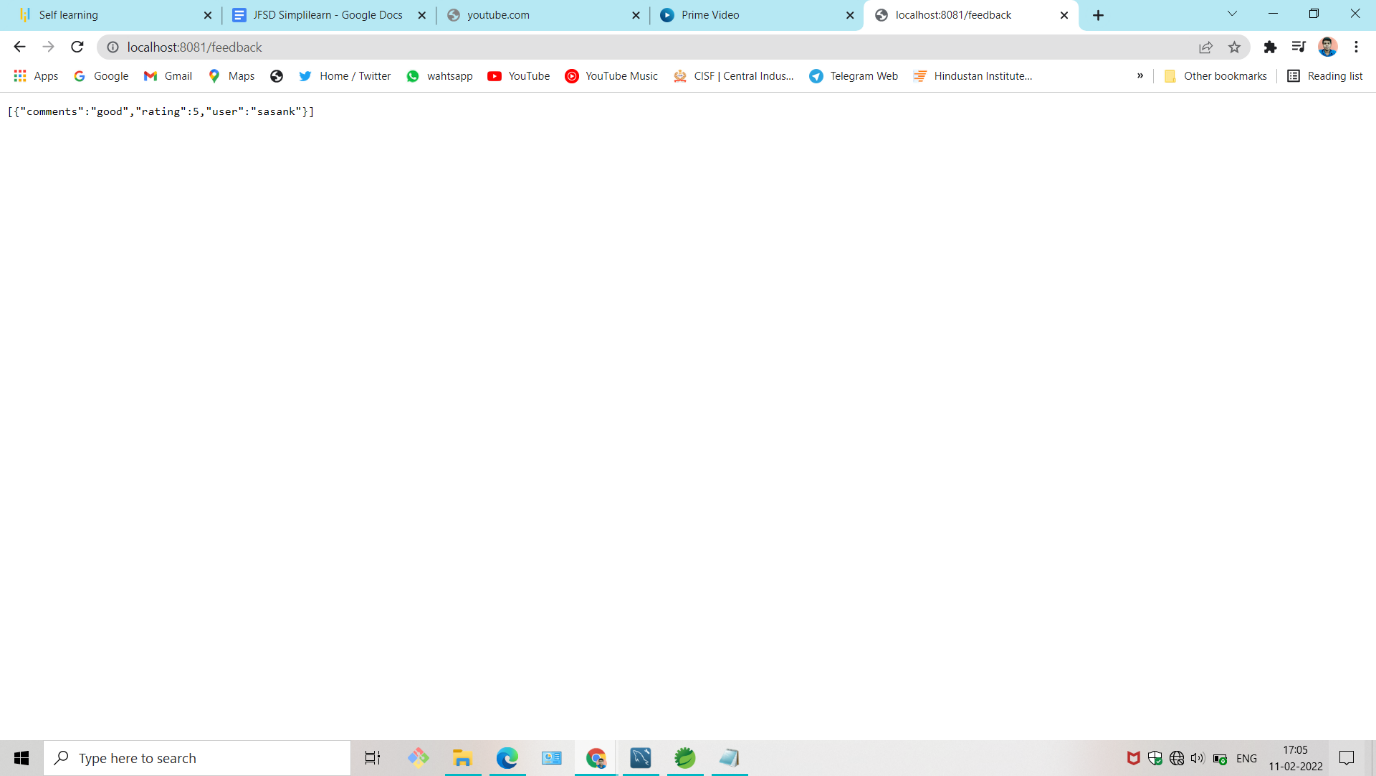 Self learning
JFSD Simplilearn - Google Docs
youtube.com
Prime Video
localhost:8081/feedback
localhost:8081/feedback
Apps
Google
Gmail
Maps
Home / Twitter
wahtsapp
YouTube
YouTube Music
CISF | Central Indus...
Telegram Web
Hindustan Institute...
»
Other bookmarks
Reading list
[{"comments":"good","rating":5,"user":"sasank"}]
Type here to search
ENG
17:05
11-02-2022